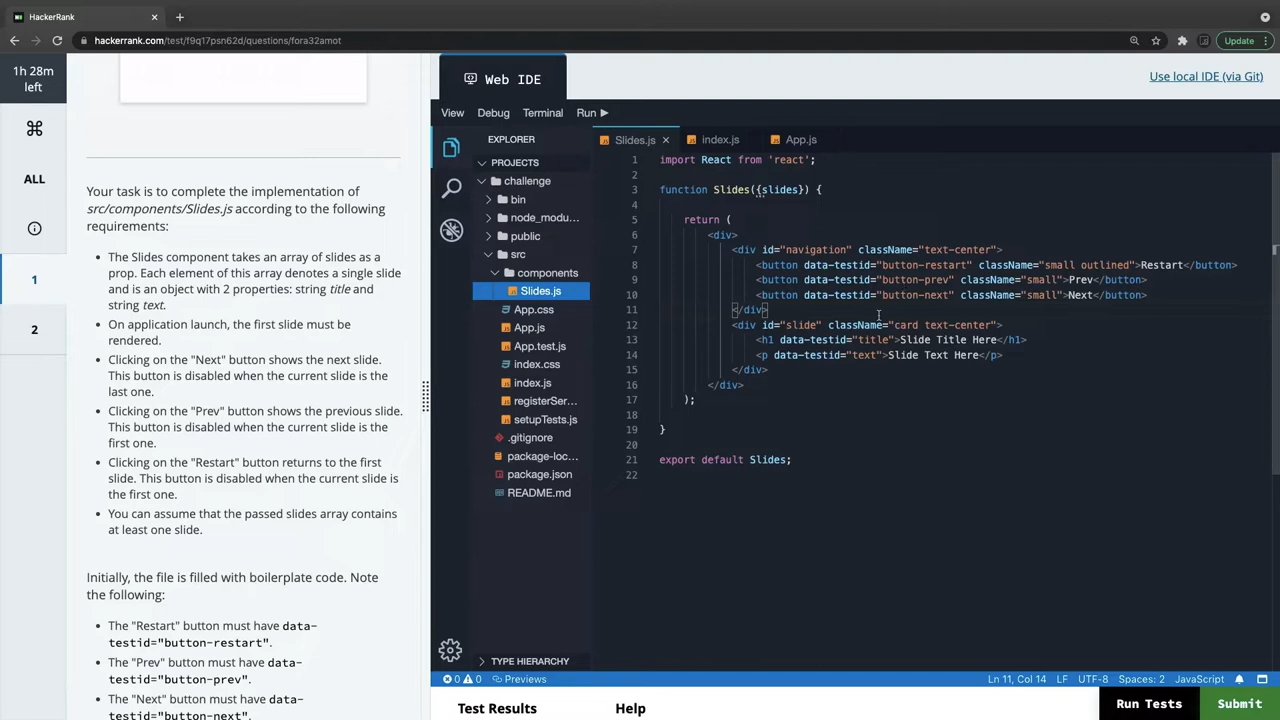 HackerRank
hackerrank.com/test/f9q17psn62d/questions/fora32amot
Update
1h 28m
left
ALL
1
2
Your task is to complete the implementation of
src/components/Slides.js according to the following
requirements:
• The Slides component takes an array of slides as a
prop. Each element of this array denotes a single slide
and is an object with 2 properties: string title and
string text.
• On application launch, the first slide must be
rendered.
• Clicking on the "Next" button shows the next slide.
This button is disabled when the current slide is the
last one.
• Clicking on the "Prev" button shows the previous slide.
This button is disabled when the current slide is the
first one.
• Clicking on the "Restart" button returns to the first
slide. This button is disabled when the current slide is
the first one.
• You can assume that the passed slides array contains
at least one slide.
Initially, the file is filled with boilerplate code. Note
the following:
• The "Restart" button must have data-
testid="button-restart".
• The "Prev" button must have data-
testid="button-prev".
• The "Next" button must have data-
testid="button-next".
Web IDE
Use local IDE (via Git)
View Debug Terminal Run
EXPLORER
PROJECTS
challenge
bin
node_modu...
public
src
components
Slides.js
App.css
App.js
App.test.js
index.css
index.js
registerSer...
setupTests.js
.gitignore
package-loc...
package.json
README.md
TYPE HIERARCHY
Slides.js index.js App.js
1 import React from 'react';
2
3 function Slides({slides}) {
4
5 return (
6 <div>
7 <div id="navigation" className="text-center">
8 <button data-testid="button-restart" className="small outlined">Restart</button>
9 <button data-testid="button-prev" className="small">Prev</button>
10 <button data-testid="button-next" className="small">Next</button>
11 </div>
12 <div id="slide" className="card text-center">
13 <h1 data-testid="title">Slide Title Here</h1>
14 <p data-testid="text">Slide Text Here</p>
15 </div>
16 </div>
17 );
18
19 }
20
21 export default Slides;
22
0 0 Previews
Ln 11, Col 14 LF UTF-8 Spaces: 2 JavaScript
Test Results Help
Run Tests Submit